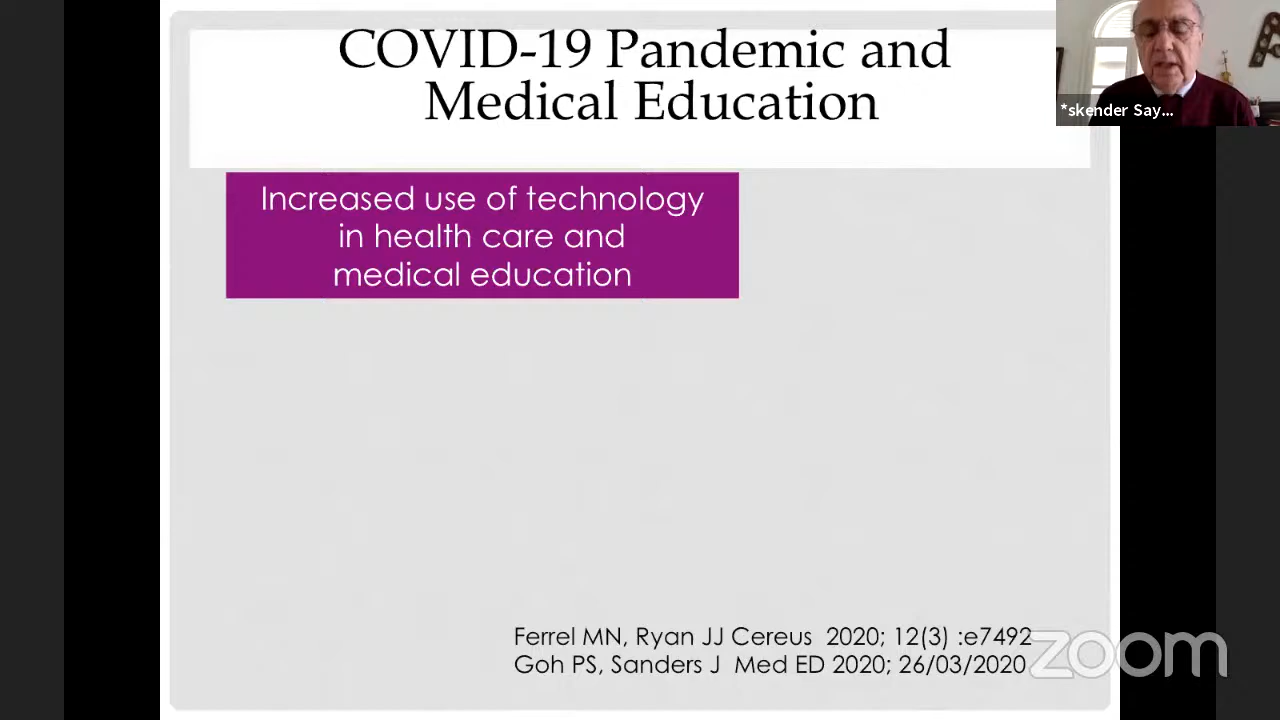 COVID-19 Pandemic and
Medical Education
*skender Say...
Increased use of technology
in health care and
medical education
Ferrel MN, Ryan JJ Cereus 2020; 12(3) :e7492
Goh PS, Sanders J Med ED 2020; 26/03/2020
zoom